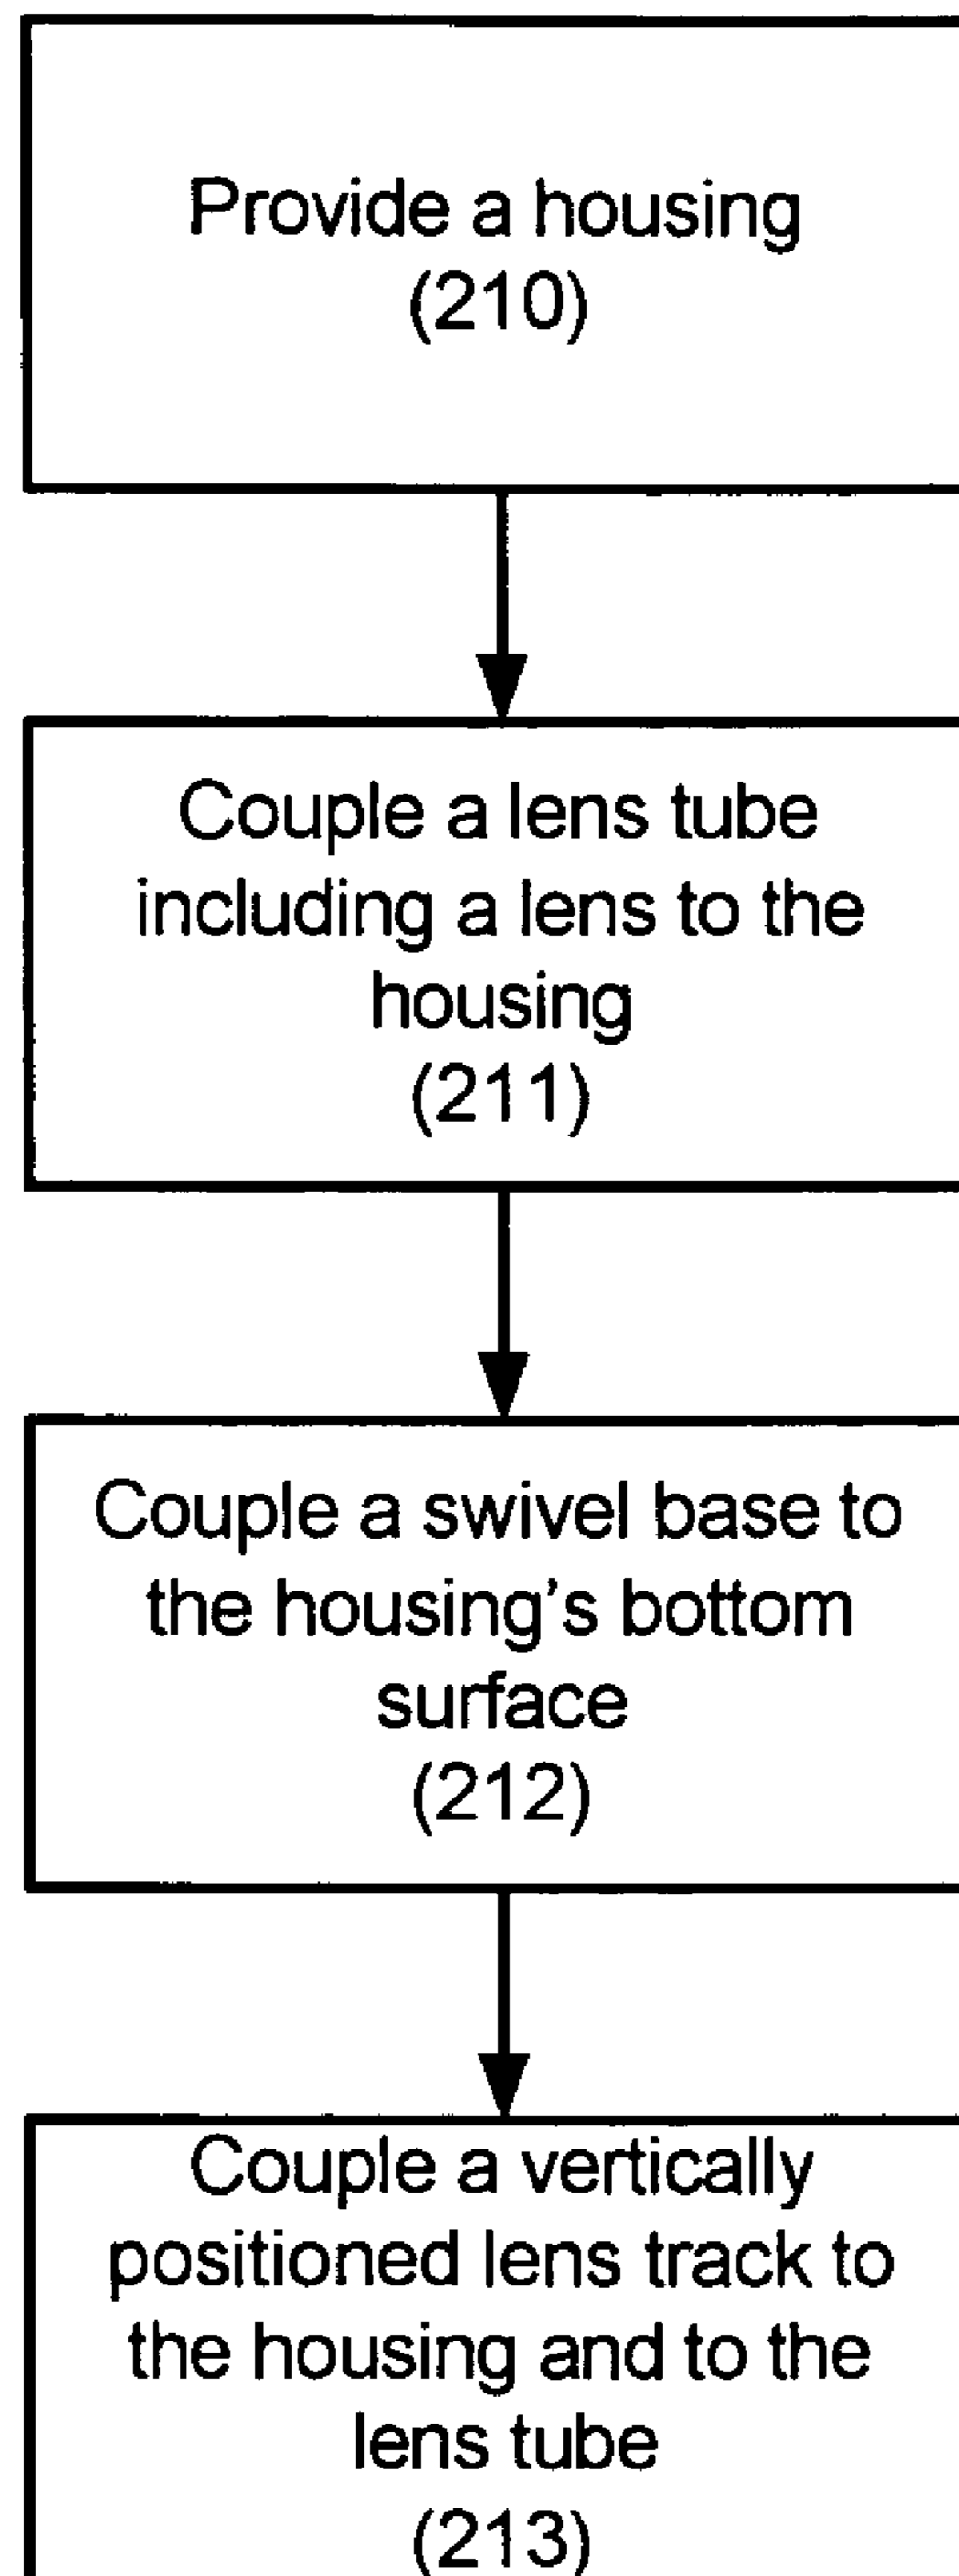 Provide a housing
(210)
Couple a lens tube
including a lens to the
housing
(211)
Couple a swivel base to
the housing’s bottom
surface
(212)
Couple a vertically
positioned lens track to
the housing and to the
lens tube
(213)